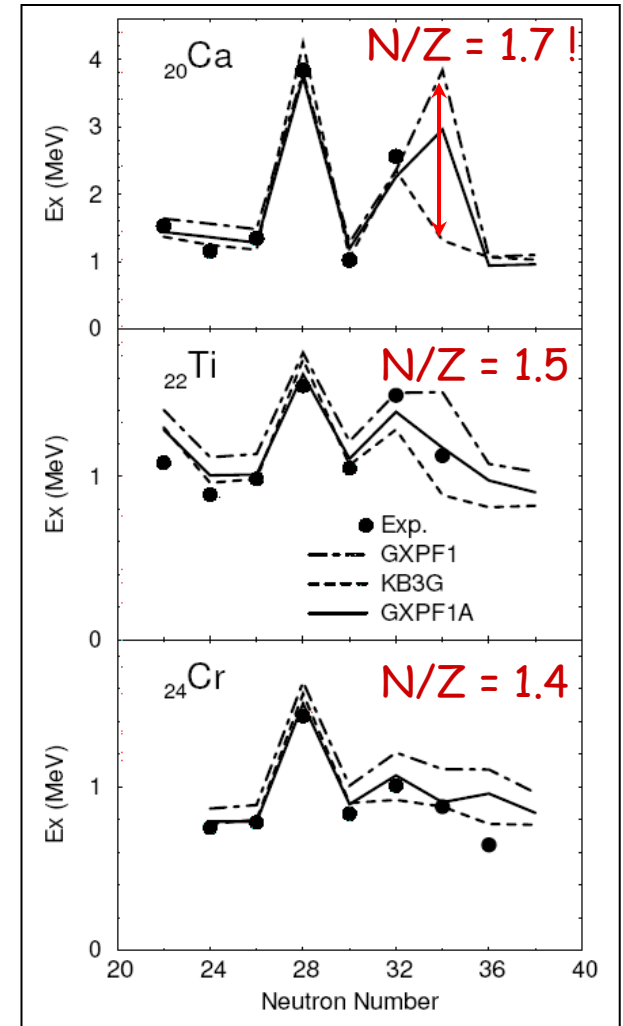 N/Z = 1.7 !
20Ca
4
3
2
1
0
Ex (MeV)
N/Z = 1.5
22Ti
1
0
Ex (MeV)
Exp.
GXPF1
KB3G
GXPF1A
N/Z = 1.4
24Cr
1
0
Ex (MeV)
20 24 28 32 36 40
Neutron Number